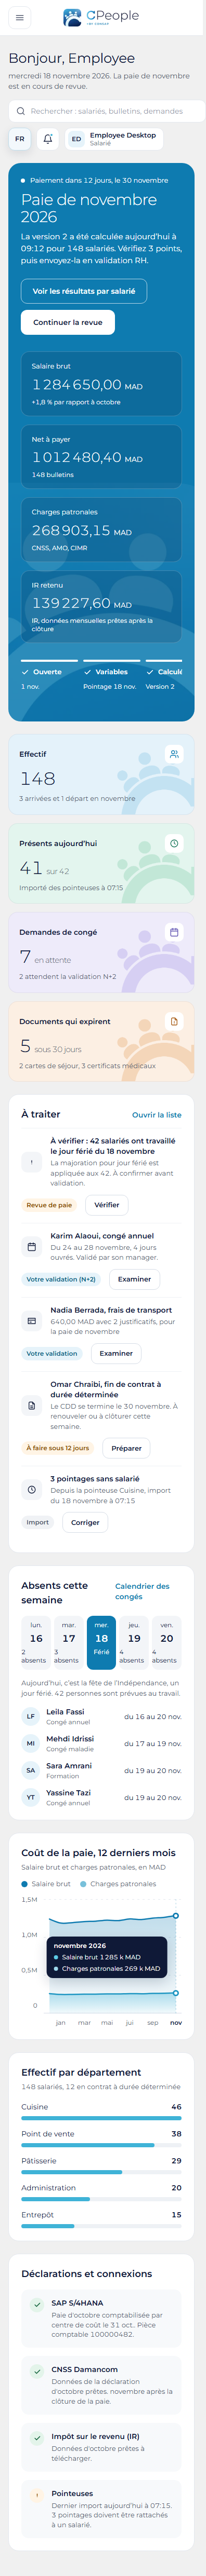 CPeople
Bonjour, Employee
mercredi 18 novembre 2026. La paie de novembre
est en cours de revue.
Rechercher : salariés, bulletins, demandes
FR
ED
Employee Desktop
Salarié
Paiement dans 12 jours, le 30 novembre
Paie de novembre
2026
La version 2 a été calculée aujourd'hui à
09:12 pour 148 salariés. Vérifiez 3 points,
puis envoyez-la en validation RH.
Voir les résultats par salarié
Continuer la revue
Salaire brut
1 284 650,00 MAD
+1,8 % par rapport à octobre
Net à payer
1 012 480,40 MAD
148 bulletins
Charges patronales
268 903,15 MAD
CNSS, AMO, CIMR
IR retenu
139 227,60 MAD
IR, données mensuelles prêtes après la
clôture
Ouverte
1 nov.
Variables
Pointage 18 nov.
Calculé
Version 2
Effectif
148
3 arrivées et 1 départ en novembre
Présents aujourd'hui
41 sur 42
Importé des pointeuses à 07:15
Demandes de congé
7 en attente
2 attendent la validation N+2
Documents qui expirent
5 sous 30 jours
2 cartes de séjour, 3 certificats médicaux
À traiter
Ouvrir la liste
À vérifier : 42 salariés ont travaillé
le jour férié du 18 novembre
La majoration pour jour férié est
appliquée aux 42. À confirmer avant
validation.
Revue de paie
Vérifier
Karim Alaoui, congé annuel
Du 24 au 28 novembre, 4 jours
ouvrés. Validé par son manager.
Votre validation (N+2)
Examiner
Nadia Berrada, frais de transport
640,00 MAD avec 2 justificatifs, pour
la paie de novembre
Votre validation
Examiner
Omar Chraibi, fin de contrat à
durée déterminée
Le CDD se termine le 30 novembre. À
renouveler ou à clôturer cette
semaine.
À faire sous 12 jours
Préparer
3 pointages sans salarié
Depuis la pointeuse Cuisine, import
du 18 novembre à 07:15
Import
Corriger
Absents cette
semaine
Calendrier des
congés
lun.
16
2
absents
mar.
17
3
absents
mer.
18
Férié
jeu.
19
4
absents
ven.
20
4
absents
Aujourd'hui, c'est la fête de l'Indépendance, un
jour férié. 42 personnes sont prévues au travail.
LF
Leila Fassi
Congé annuel
du 16 au 20 nov.
MI
Mehdi Idrissi
Congé maladie
du 17 au 19 nov.
SA
Sara Amrani
Formation
du 19 au 20 nov.
YT
Yassine Tazi
Congé annuel
du 19 au 20 nov.
Coût de la paie, 12 derniers mois
Salaire brut et charges patronales, en MAD
Salaire brut
Charges patronales
1,5M
1,0M
0,5M
0
novembre 2026
Salaire brut 1 285 k MAD
Charges patronales 269 k MAD
jan
mar
mai
jui
sep
nov
Effectif par département
148 salariés, 12 en contrat à durée déterminée
Cuisine
46
Point de vente
38
Pâtisserie
29
Administration
20
Entrepôt
15
Déclarations et connexions
SAP S/4HANA
Paie d'octobre comptabilisée par
centre de coût le 31 oct.. Pièce
comptable 100000482.
CNSS Damancom
Données de la déclaration
d'octobre prêtes. novembre après la
clôture de la paie.
Impôt sur le revenu (IR)
Données d'octobre prêtes à
télécharger.
Pointeuses
Dernier import aujourd'hui à 07:15.
3 pointages doivent être rattachés
à un salarié.